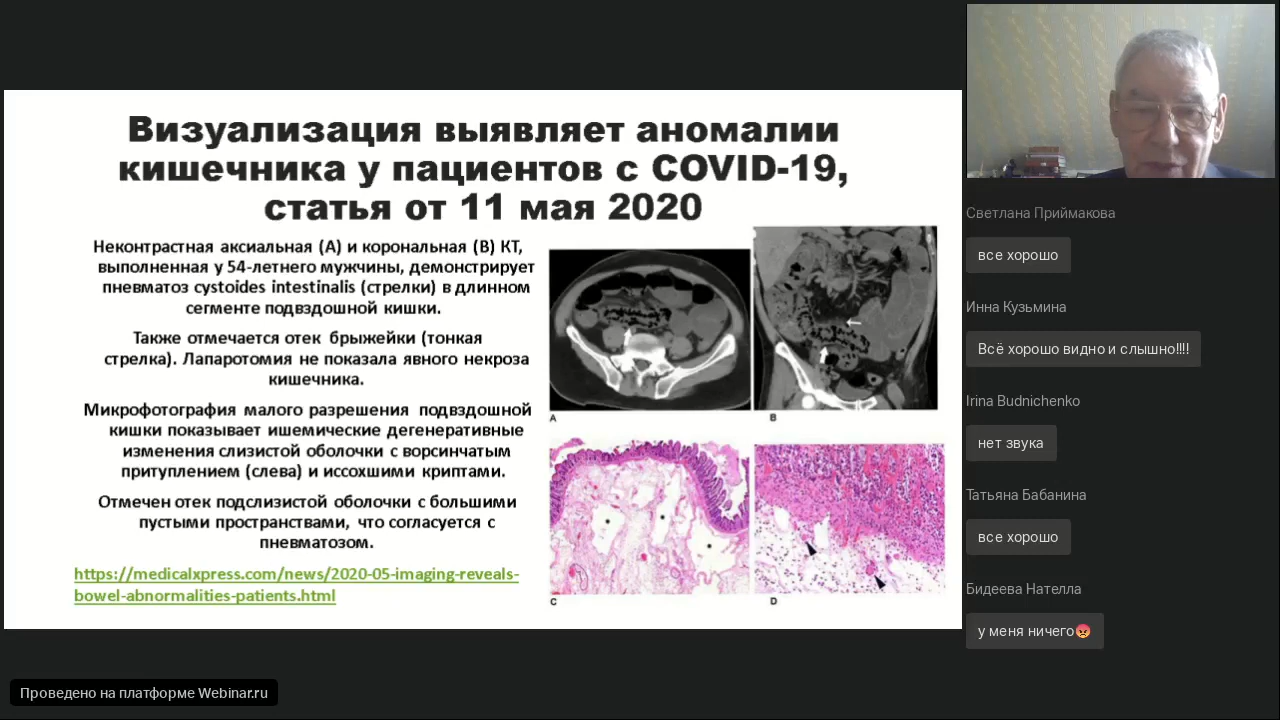 Визуализация выявляет аномалии
кишечника у пациентов с COVID-19,
статья от 11 мая 2020
Неконтрастная аксиальная (A) и корональная (B) КТ,
выполненная у 54-летнего мужчины, демонстрирует
пневматоз cystoides intestinalis (стрелки) в длинном
сегменте подвздошной кишки.
Также отмечается отек брыжейки (тонкая
стрелка). Лапаротомия не показала явного некроза
кишечника.
Микрофотография малого разрешения подвздошной
кишки показывает ишемические дегенеративные
изменения слизистой оболочки с ворсинчатым
притуплением (слева) и иссохшими криптами.
Отмечен отек подслизистой оболочки с большими
пустыми пространствами, что согласуется с
пневматозом.
https://medicalxpress.com/news/2020-05-imaging-reveals-
bowel-abnormalities-patients.html
A
B
C
D
Светлана Приймакова
все хорошо
Инна Кузьмина
Всё хорошо видно и слышно!!!!
Irina Budnichenko
нет звука
Татьяна Бабанина
все хорошо
Бидеева Нателла
у меня ничего😡
Проведено на платформе Webinar.ru